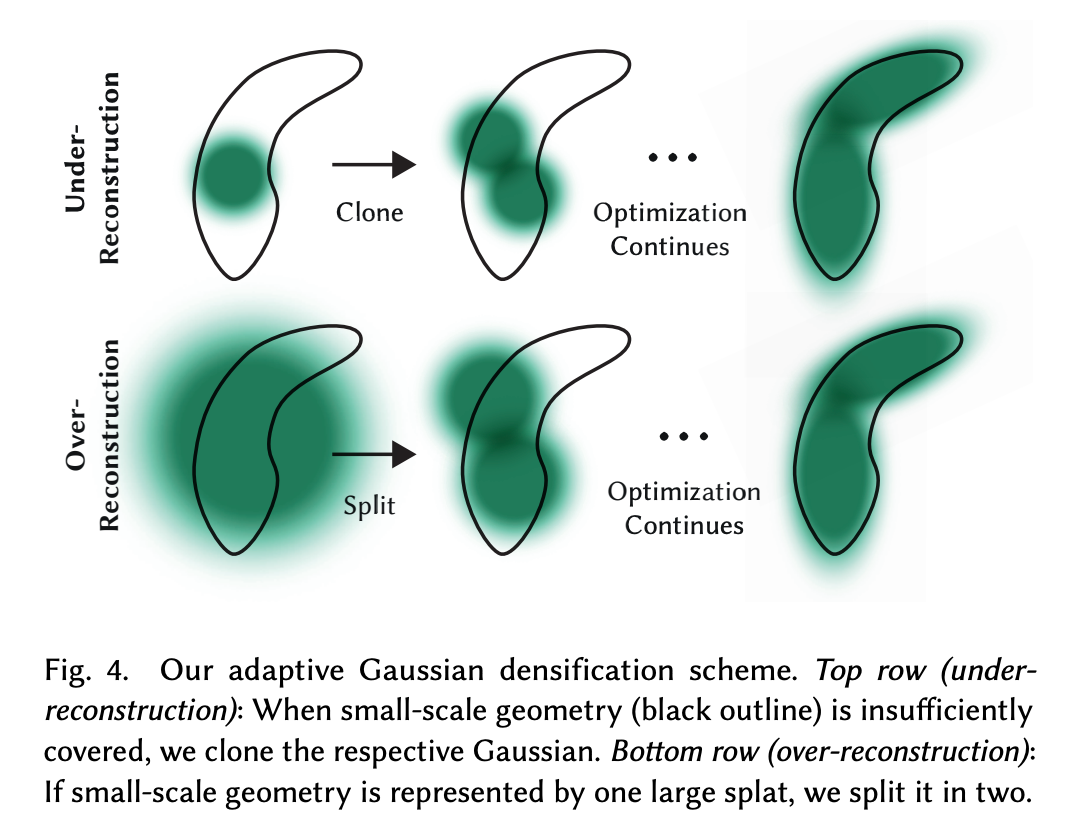 Under-
Reconstruction
Clone
Optimization
Continues
Over-
Reconstruction
Split
Optimization
Continues
Fig. 4. Our adaptive Gaussian densification scheme. Top row (under-
reconstruction): When small-scale geometry (black outline) is insufficiently
covered, we clone the respective Gaussian. Bottom row (over-reconstruction):
If small-scale geometry is represented by one large splat, we split it in two.